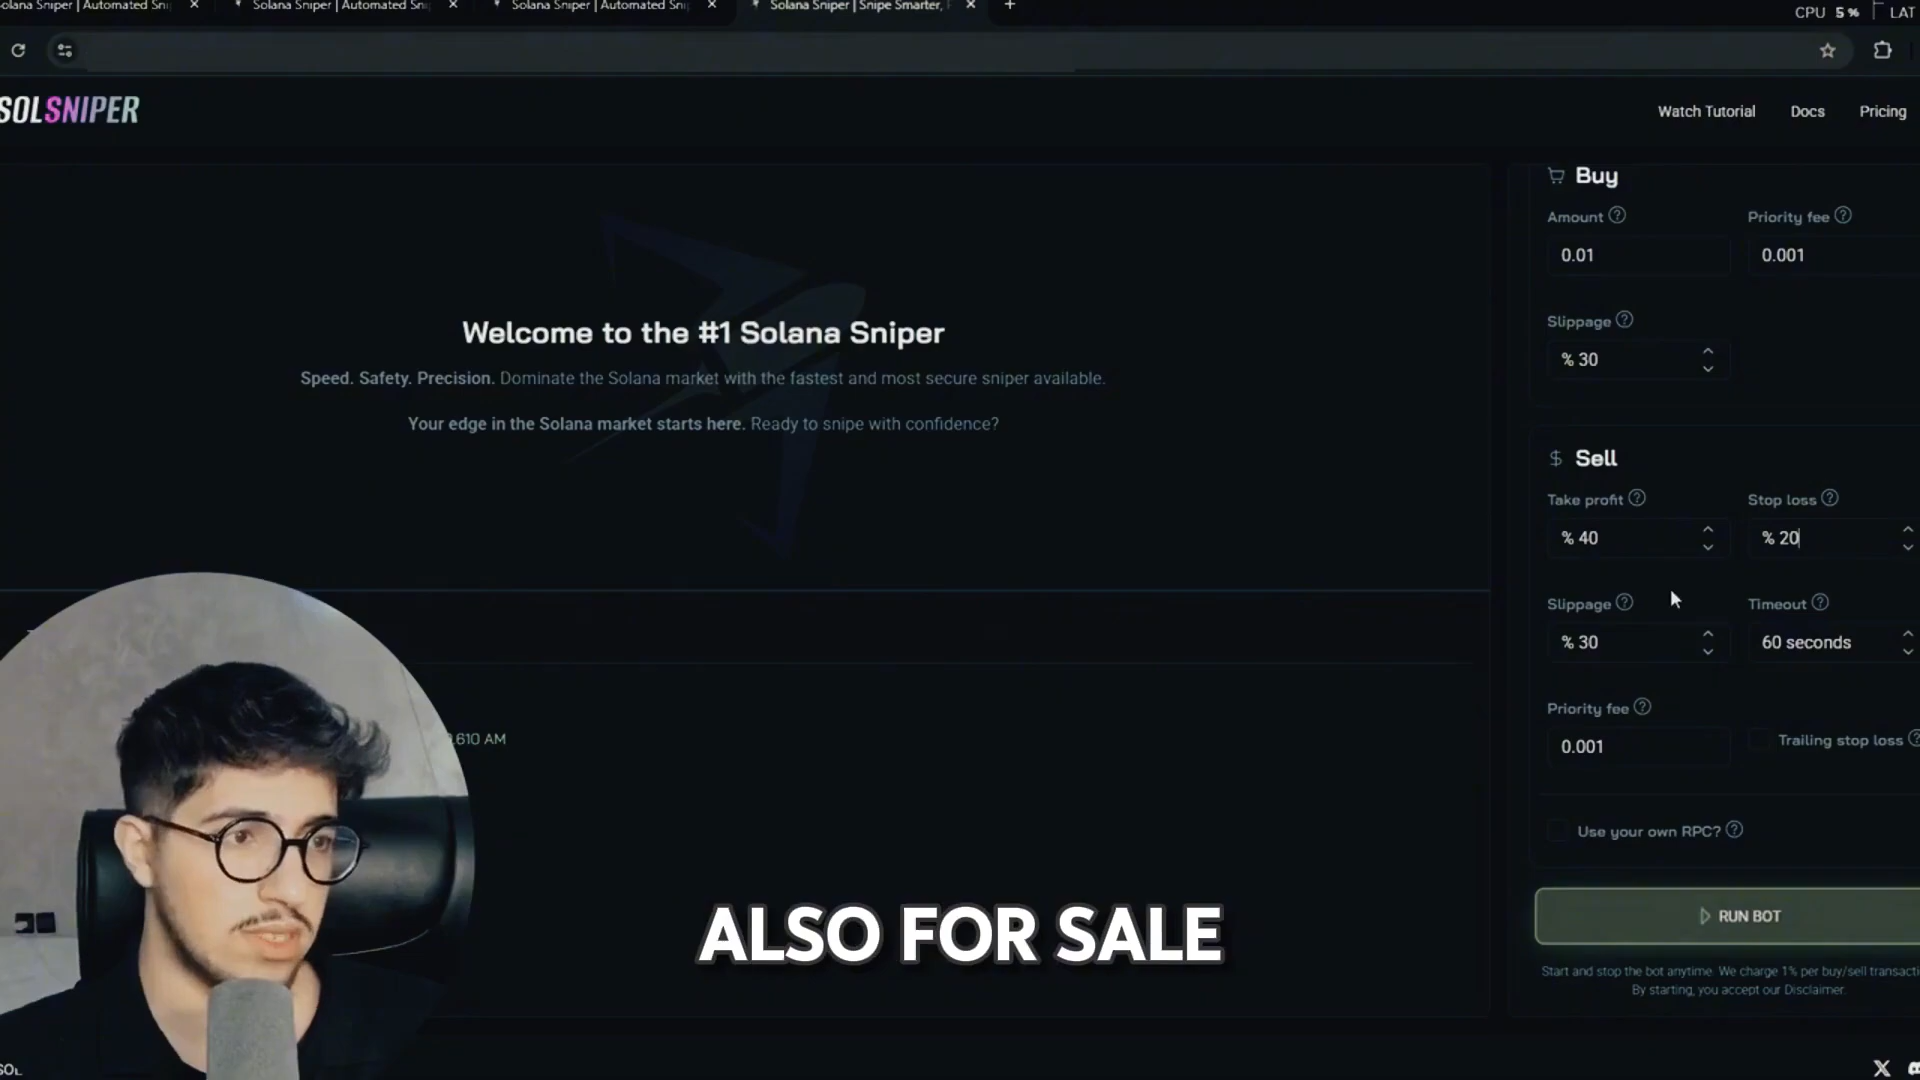 Solana Sniper | Automated Sni
Solana Sniper | Automated Sni
Solana Sniper | Automated Sni
Solana Sniper | Snipe Smarter,
CPU 5 %
LAT
SOLSNIPER
Watch Tutorial
Docs
Pricing
Welcome to the #1 Solana Sniper
Speed. Safety. Precision. Dominate the Solana market with the fastest and most secure sniper available.
Your edge in the Solana market starts here. Ready to snipe with confidence?
Buy
Amount
Priority fee
0.01
0.001
Slippage
% 30
$ Sell
Take profit
Stop loss
% 40
% 20
Slippage
Timeout
% 30
60 seconds
Priority fee
0.001
Trailing stop loss
Use your own RPC?
RUN BOT
Start and stop the bot anytime. We charge 1% per buy/sell transacti
By starting, you accept our Disclaimer.
.610 AM
ALSO FOR SALE
SOL
X